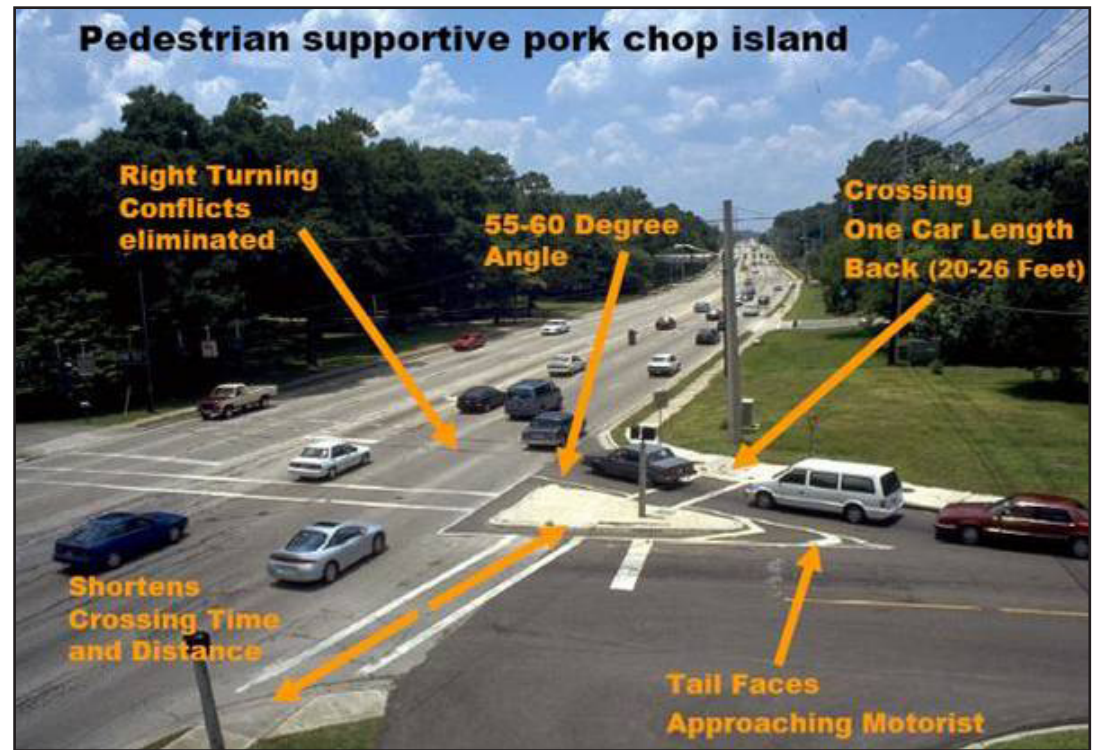 Pedestrian supportive pork chop island
Right Turning
Conflicts
eliminated
55-60 Degree
Angle
Crossing
One Car Length
Back (20-26 Feet)
Shortens
Crossing Time
and Distance
Tail Faces
Approaching Motorist